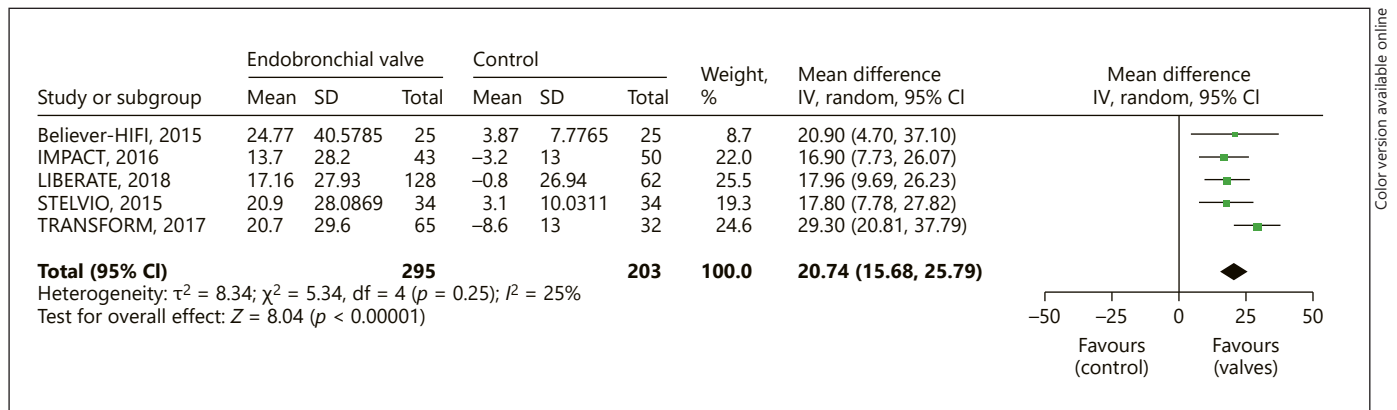 Endobronchial valve Control Weight, % Mean difference IV, random, 95% CI Mean difference IV, random, 95% CI
Study or subgroup Mean SD Total Mean SD Total
Believer-HIFI, 2015 24.77 40.5785 25 3.87 7.7765 25 8.7 20.90 (4.70, 37.10)
IMPACT, 2016 13.7 28.2 43 –3.2 13 50 22.0 16.90 (7.73, 26.07)
LIBERATE, 2018 17.16 27.93 128 –0.8 26.94 62 25.5 17.96 (9.69, 26.23)
STELVIO, 2015 20.9 28.0869 34 3.1 10.0311 34 19.3 17.80 (7.78, 27.82)
TRANSFORM, 2017 20.7 29.6 65 –8.6 13 32 24.6 29.30 (20.81, 37.79)
Total (95% CI) 295 203 100.0 20.74 (15.68, 25.79)
Heterogeneity: τ² = 8.34; χ² = 5.34, df = 4 (p = 0.25); I² = 25%
Test for overall effect: Z = 8.04 (p < 0.00001)
–50 –25 0 25 50
Favours (control) Favours (valves)
Color version available online